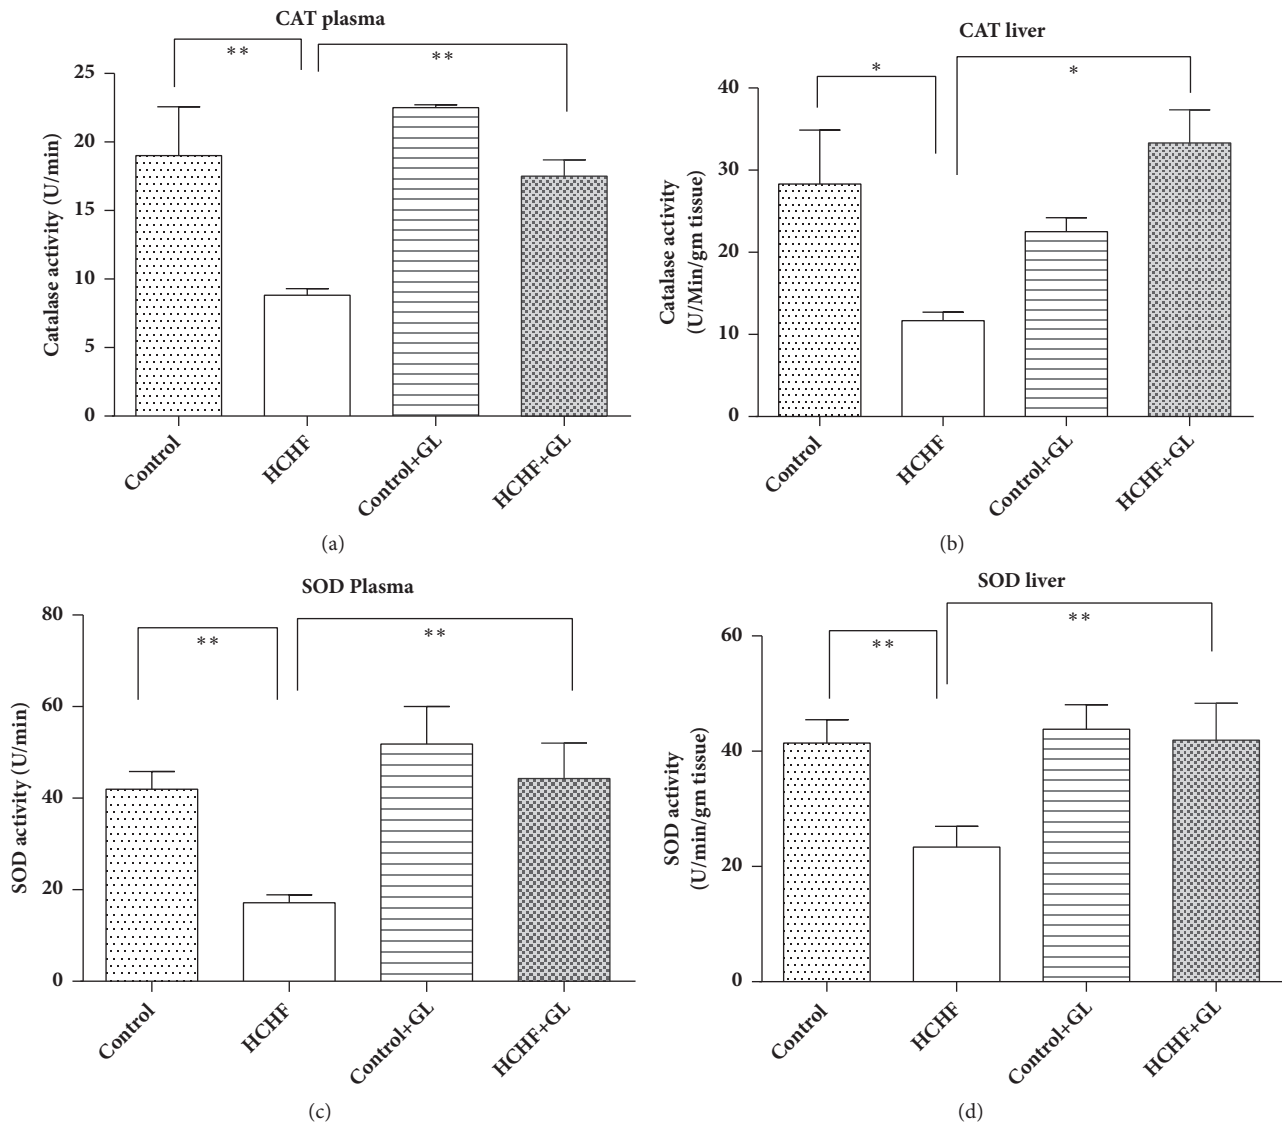 CAT plasma
** **
25
20
15
10
5
0
Catalase activity (U/min)
Control
HCHF
Control+GL
HCHF+GL
(a)
CAT liver
* *
40
30
20
10
0
Catalase activity
(U/Min/gm tissue)
Control
HCHF
Control+GL
HCHF+GL
(b)
SOD Plasma
** **
80
60
40
20
0
SOD activity (U/min)
Control
HCHF
Control+GL
HCHF+GL
(c)
SOD liver
** **
60
40
20
0
SOD activity
(U/min/gm tissue)
Control
HCHF
Control+GL
HCHF+GL
(d)